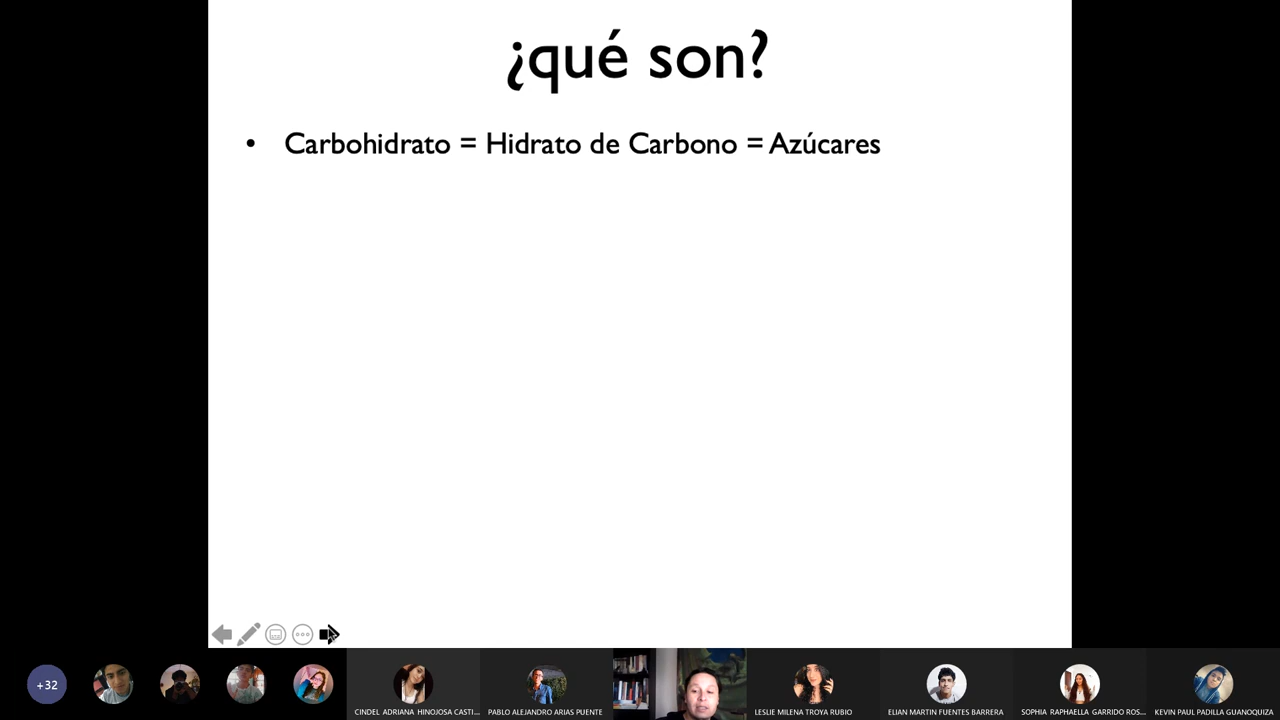 ¿qué son?
• Carbohidrato = Hidrato de Carbono = Azúcares
+32
CINDEL ADRIANA HINOJOSA CASTI...
PABLO ALEJANDRO ARIAS PUENTE
LESLIE MILENA TROYA RUBIO
ELIAN MARTIN FUENTES BARRERA
SOPHIA RAPHAELLA GARRIDO ROS...
KEVIN PAUL PADILLA GUANOQUIZA